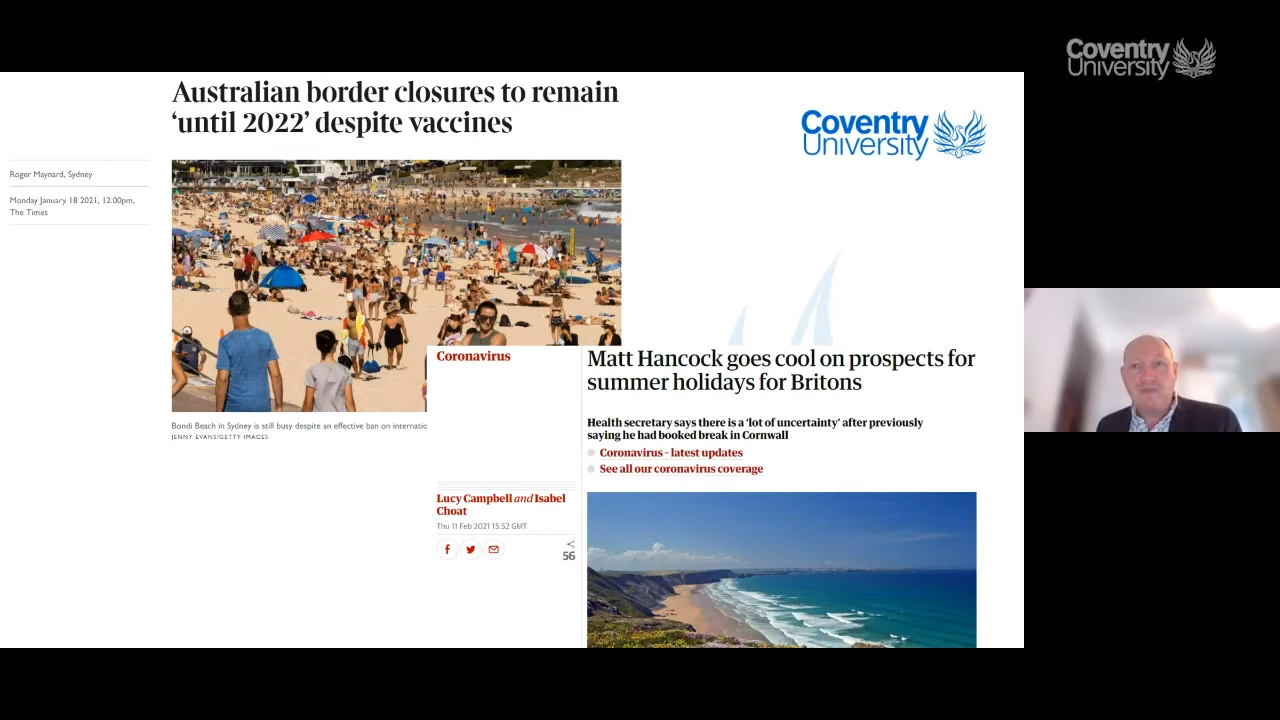 Australian border closures to remain
‘until 2022’ despite vaccines
Coventry
University
Coventry
University
Roger Maynard, Sydney
Monday January 18 2021, 12.00pm,
The Times
Bondi Beach in Sydney is still busy despite an effective ban on internatic
JENNY EVANS/GETTY IMAGES
Coronavirus
Matt Hancock goes cool on prospects for
summer holidays for Britons
Health secretary says there is a ‘lot of uncertainty’ after previously
saying he had booked break in Cornwall
Coronavirus – latest updates
See all our coronavirus coverage
Lucy Campbell and Isabel
Choat
Thu 11 Feb 2021 15.52 GMT
56